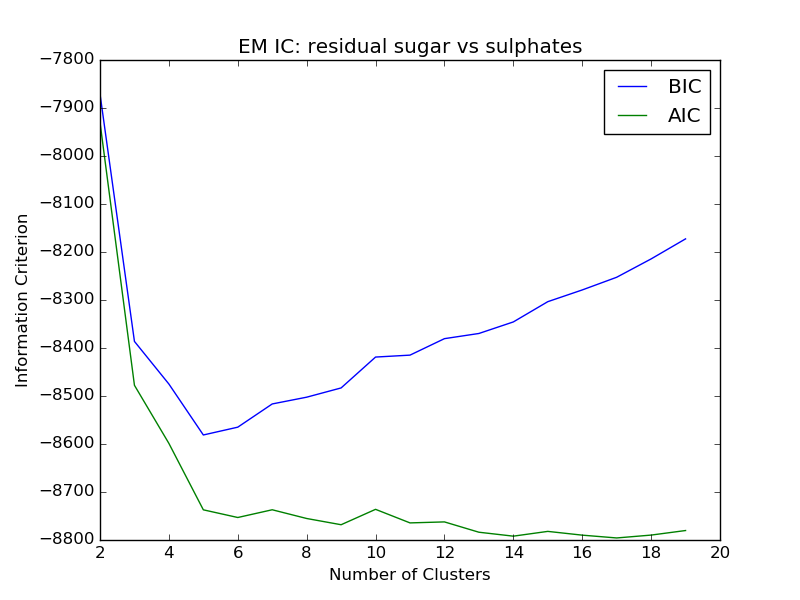 EM IC: residual sugar vs sulphates
−7800
−7900
−8000
−8100
−8200
−8300
−8400
−8500
−8600
−8700
−8800
Information Criterion
BIC
AIC
2 4 6 8 10 12 14 16 18 20
Number of Clusters